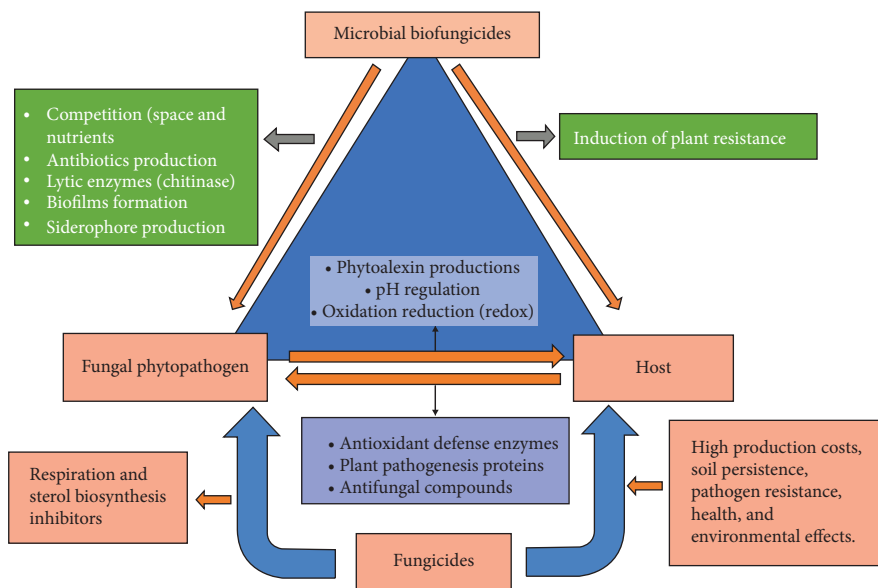 Microbial biofungicides
• Competition (space and
nutrients
• Antibiotics production
• Lytic enzymes (chitinase)
• Biofilms formation
• Siderophore production
Induction of plant resistance
• Phytoalexin productions
• pH regulation
• Oxidation reduction (redox)
Fungal phytopathogen
Host
• Antioxidant defense enzymes
• Plant pathogenesis proteins
• Antifungal compounds
Respiration and
sterol biosynthesis
inhibitors
High production costs,
soil persistence,
pathogen resistance,
health, and
environmental effects.
Fungicides